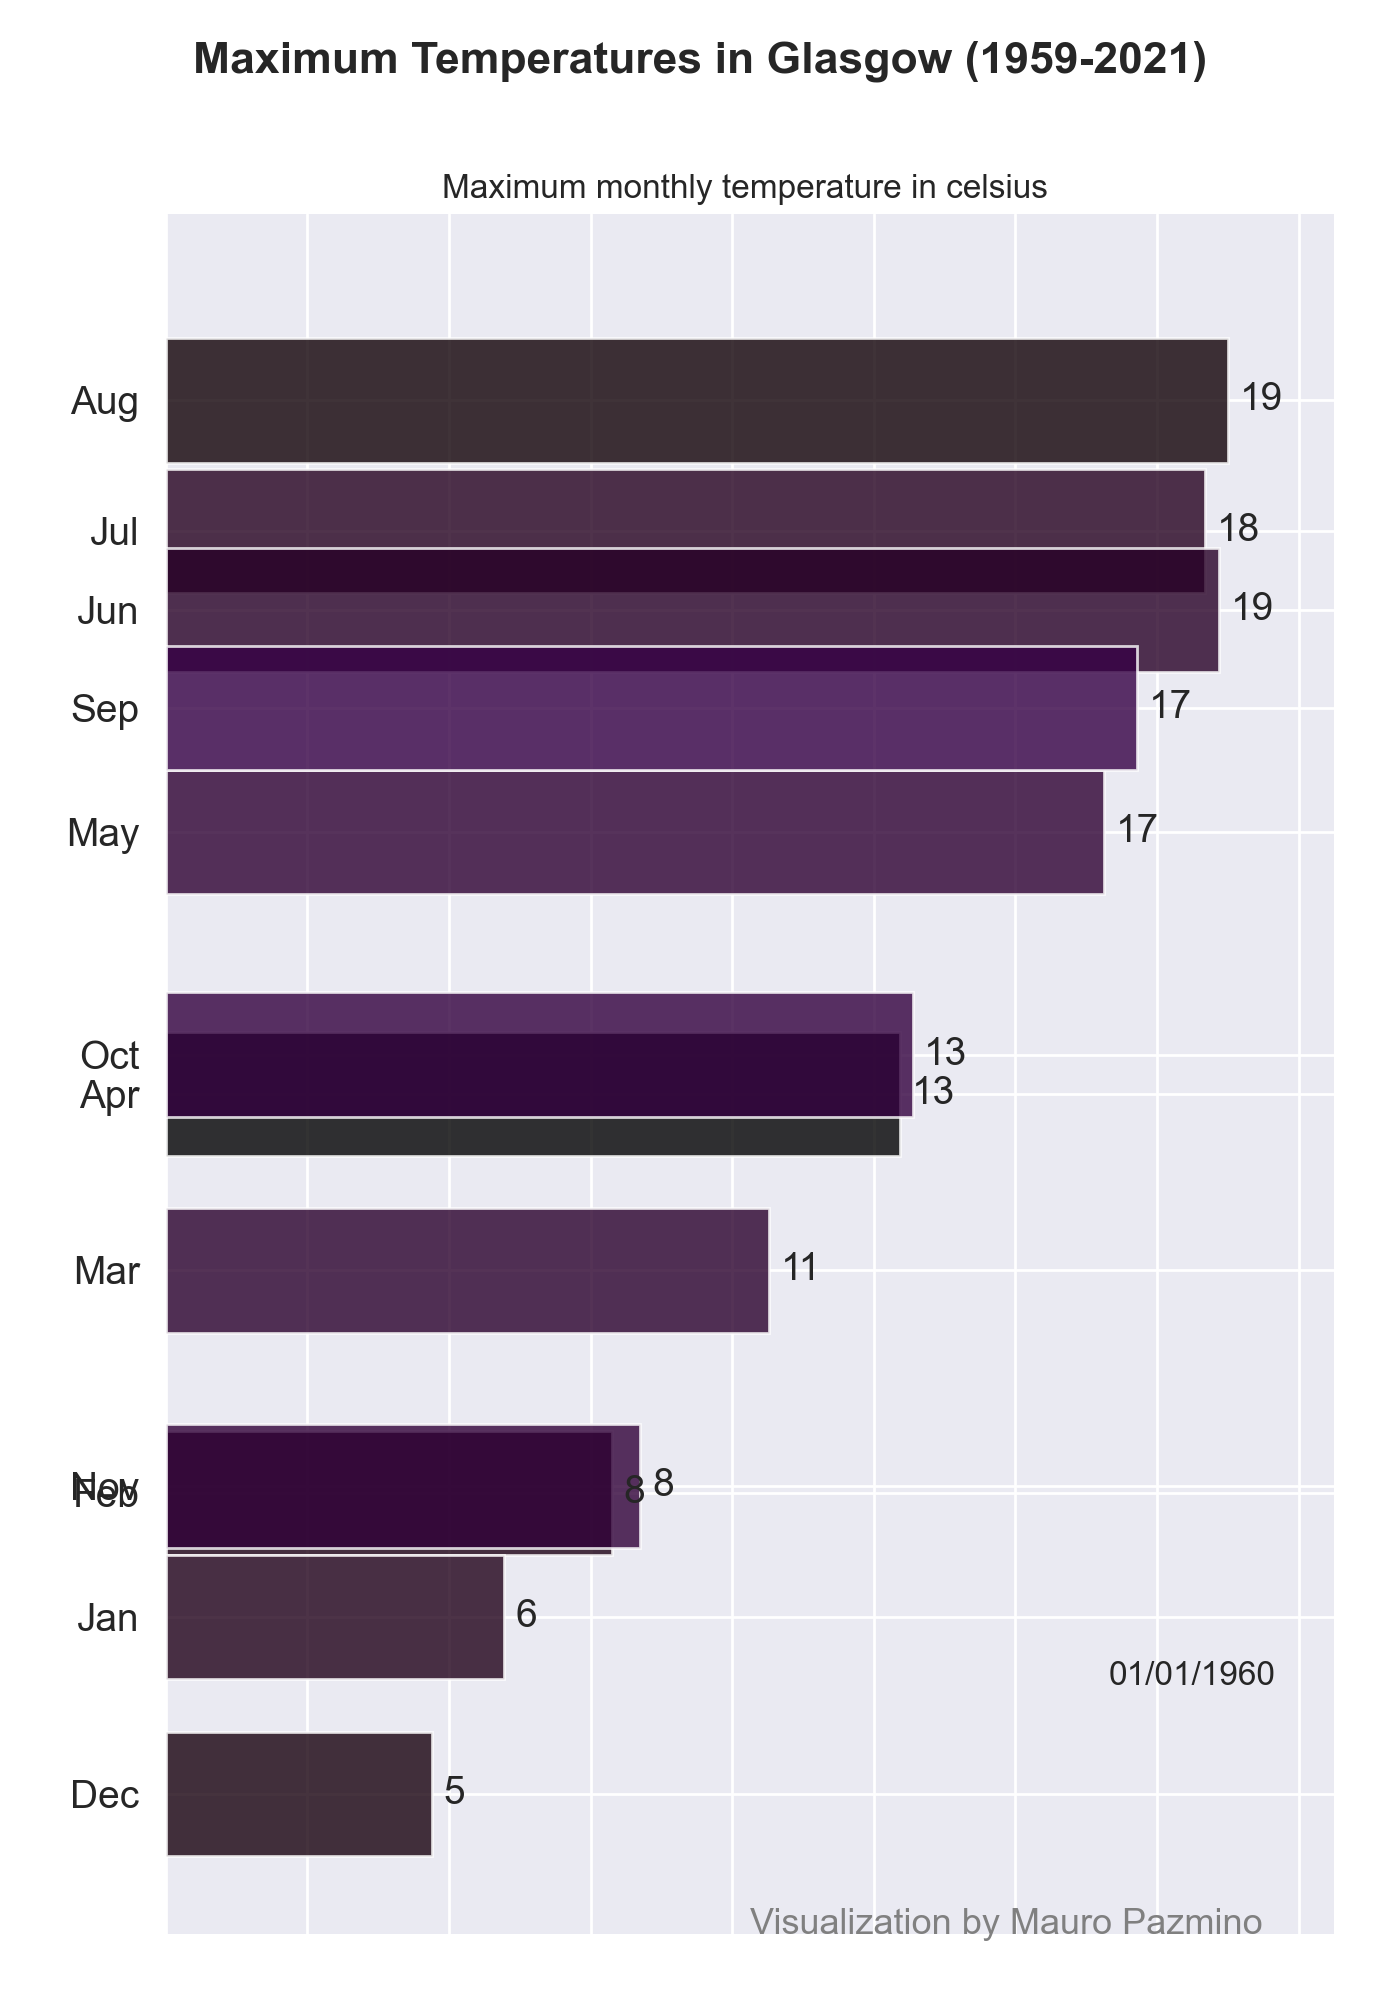 Maximum Temperatures in Glasgow (1959-2021)
Maximum monthly temperature in celsius
Aug 19
Jul 18
Jun 19
Sep 17
May 17
Oct 13
Apr 13
Mar 11
Nov 8
Feb 8
Jan 6
01/01/1960
Dec 5
Visualization by Mauro Pazmino